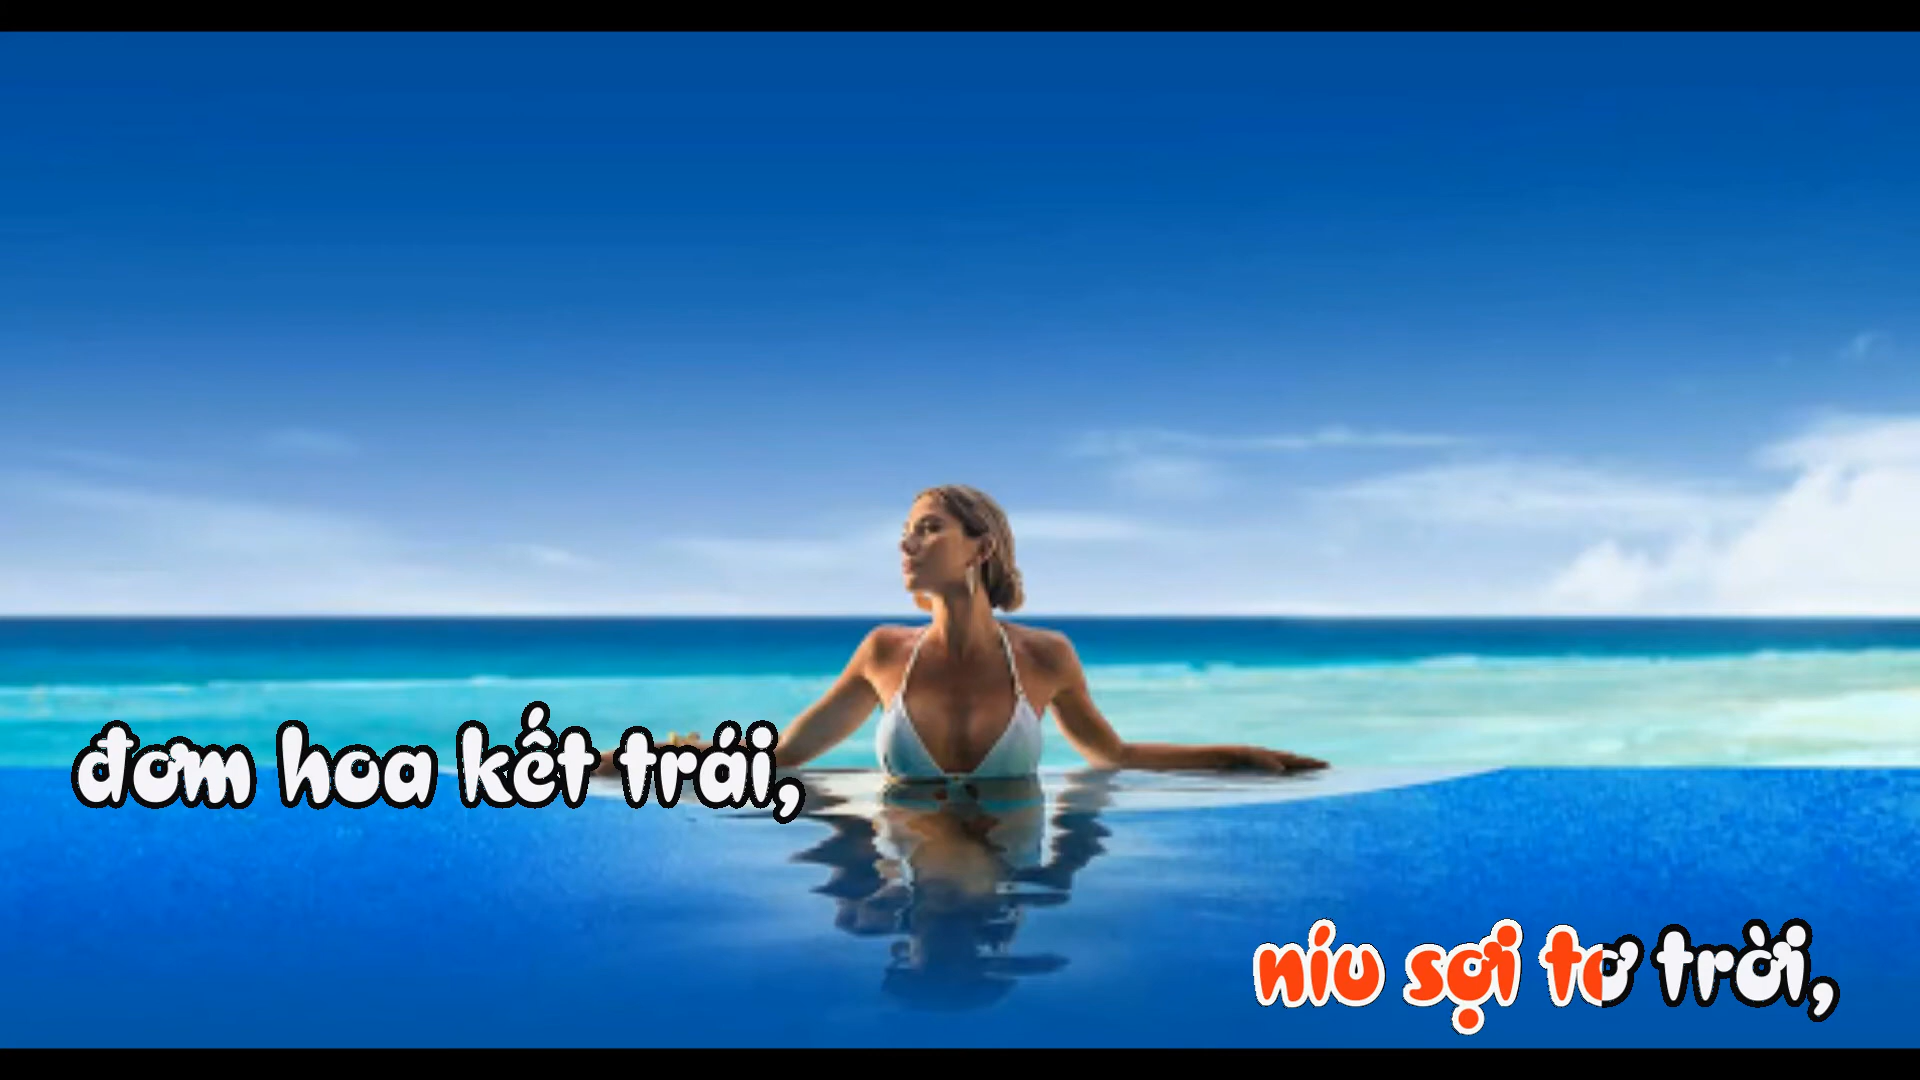 đơm hoa kết trái,
níu sợi tơ trời,